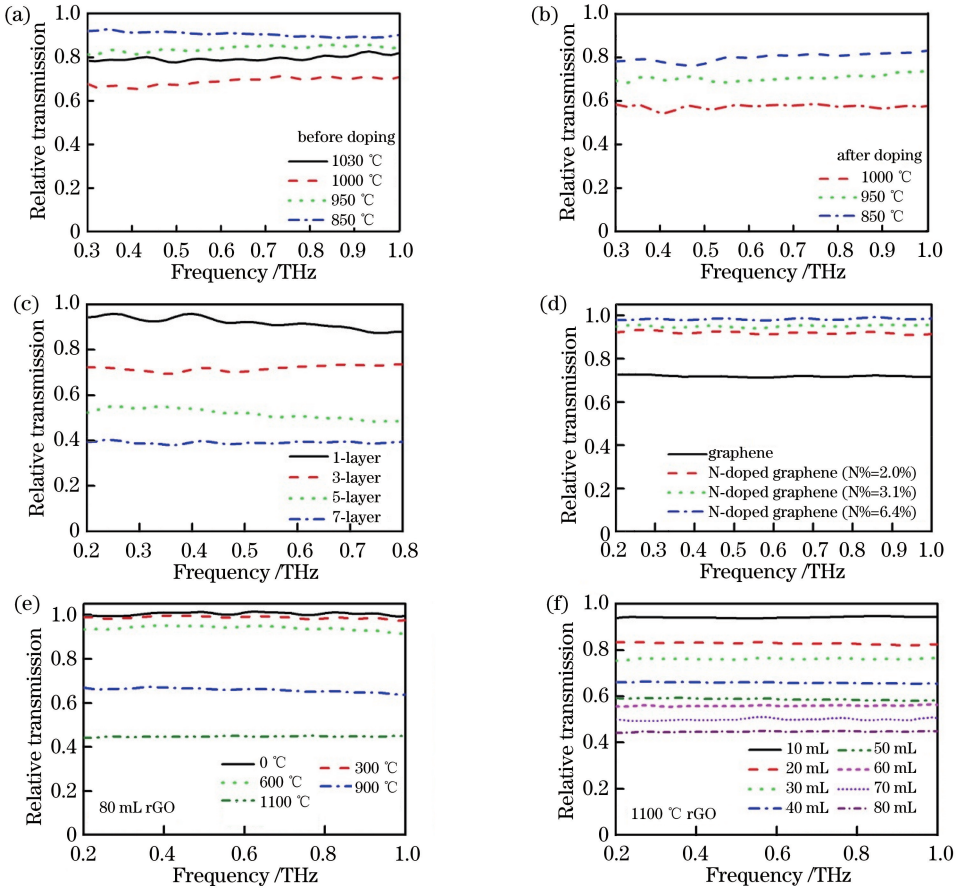 (a)
1.0
0.8
0.6
0.4
0.2
0
Relative transmission
before doping
1030 ℃
1000 ℃
950 ℃
850 ℃
0.3 0.4 0.5 0.6 0.7 0.8 0.9 1.0
Frequency /THz
(b)
1.0
0.8
0.6
0.4
0.2
0
Relative transmission
after doping
1000 ℃
950 ℃
850 ℃
0.3 0.4 0.5 0.6 0.7 0.8 0.9 1.0
Frequency /THz
(c)
1.0
0.8
0.6
0.4
0.2
0
Relative transmission
1-layer
3-layer
5-layer
7-layer
0.2 0.3 0.4 0.5 0.6 0.7 0.8
Frequency /THz
(d)
1.0
0.8
0.6
0.4
0.2
0
Relative transmission
graphene
N-doped graphene (N%=2.0%)
N-doped graphene (N%=3.1%)
N-doped graphene (N%=6.4%)
0.2 0.3 0.4 0.5 0.6 0.7 0.8 0.9 1.0
Frequency /THz
(e)
1.0
0.8
0.6
0.4
0.2
0
Relative transmission
0 ℃ 300 ℃
600 ℃ 900 ℃
1100 ℃
80 mL rGO
0.2 0.4 0.6 0.8 1.0
Frequency /THz
(f)
1.0
0.8
0.6
0.4
0.2
0
Relative transmission
10 mL 50 mL
20 mL 60 mL
30 mL 70 mL
40 mL 80 mL
1100 ℃ rGO
0.2 0.4 0.6 0.8 1.0
Frequency /THz